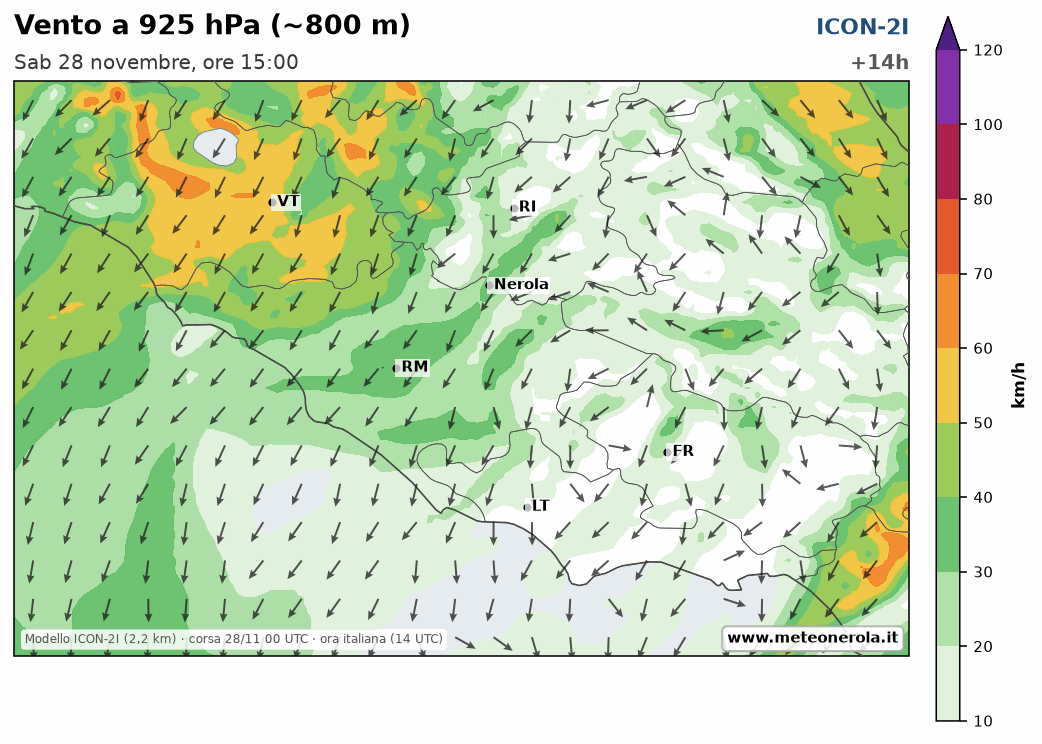 Vento a 925 hPa (~800 m)
ICON-2I
Sab 28 novembre, ore 15:00
+14h
VT
RI
Nerola
RM
FR
LT
Modello ICON-2I (2,2 km) · corsa 28/11 00 UTC · ora italiana (14 UTC)
www.meteonerola.it
120
100
80
70
60
50
40
30
20
10
km/h